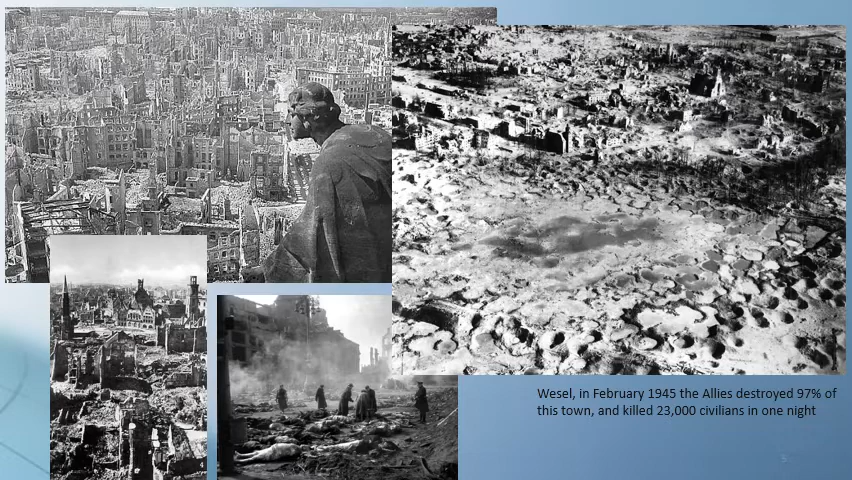 Wesel, in February 1945 the Allies destroyed 97% of
this town, and killed 23,000 civilians in one night